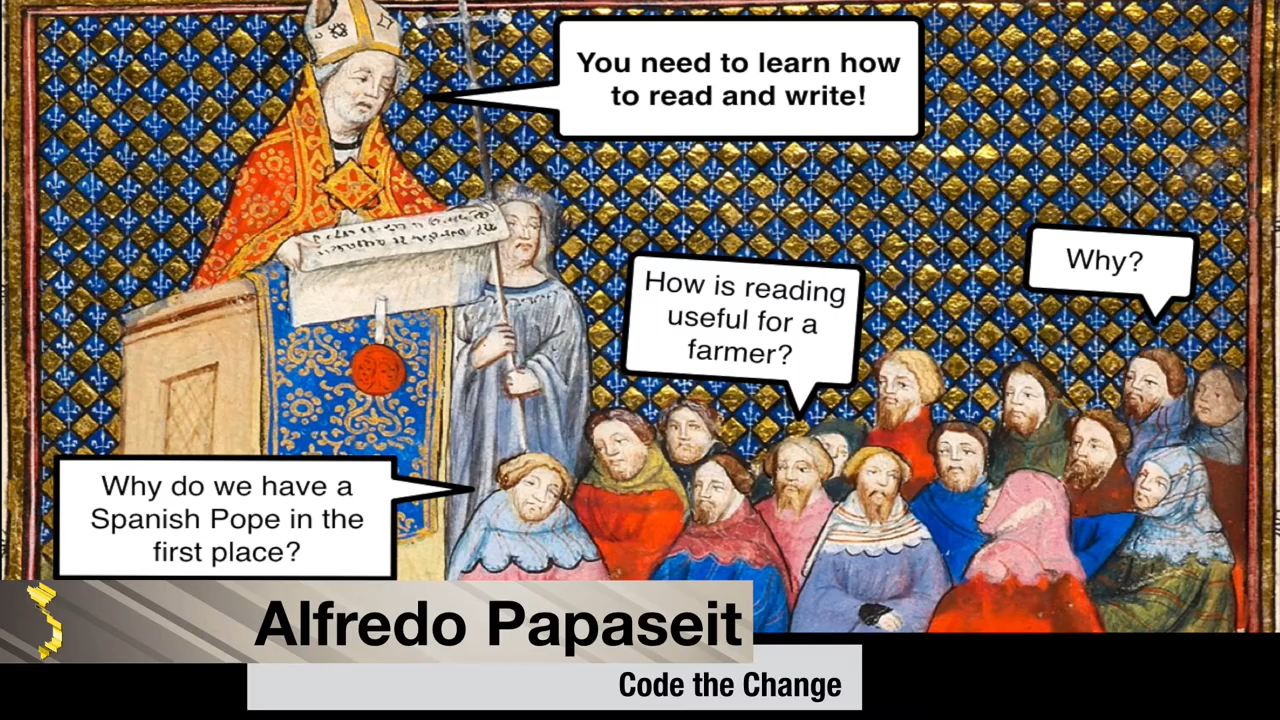 You need to learn how
to read and write!
Why?
How is reading
useful for a
farmer?
Why do we have a
Spanish Pope in the
first place?
Alfredo Papaseit
Code the Change